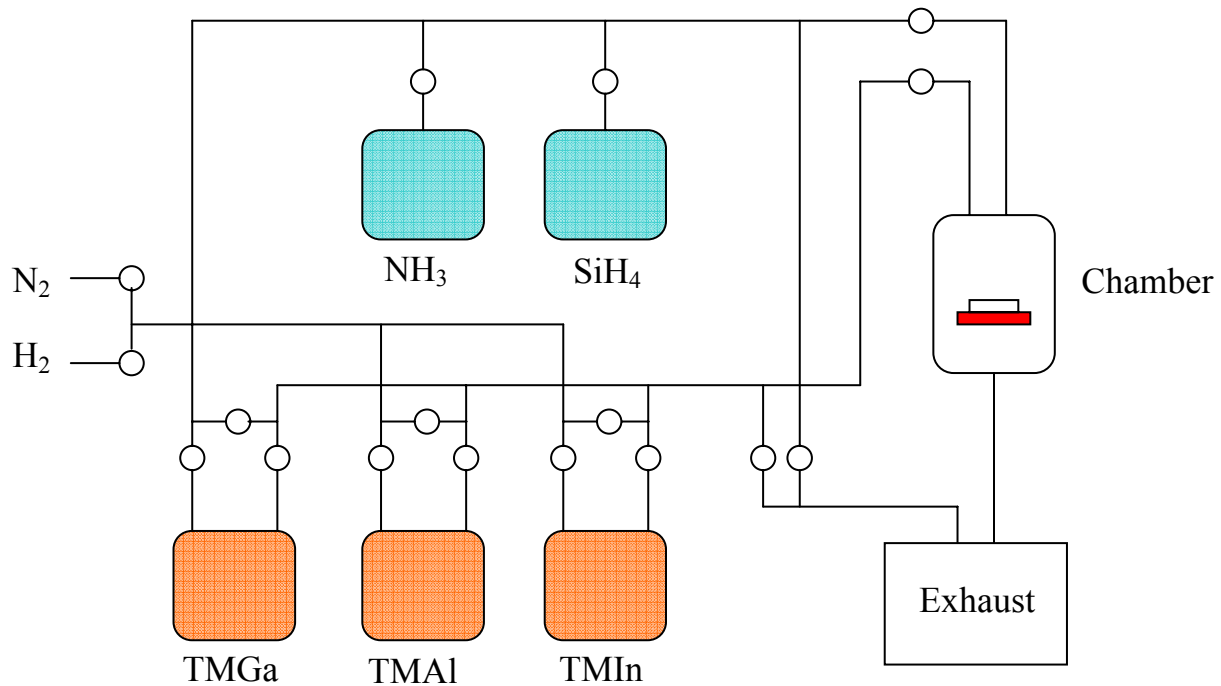 NH₃
SiH₄
N₂
Chamber
H₂
Exhaust
TMGa
TMAl
TMIn